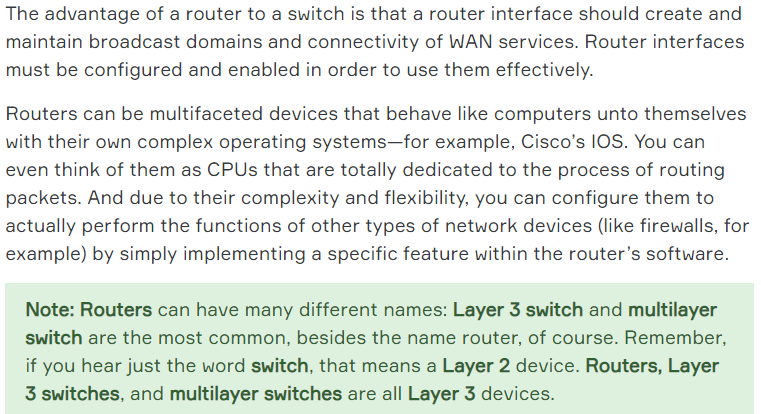 The advantage of a router to a switch is that a router interface should create and
maintain broadcast domains and connectivity of WAN services. Router interfaces
must be configured and enabled in order to use them effectively.
Routers can be multifaceted devices that behave like computers unto themselves
with their own complex operating systems—for example, Cisco's IOS. You can
even think of them as CPUs that are totally dedicated to the process of routing
packets. And due to their complexity and flexibility, you can configure them to
actually perform the functions of other types of network devices (like firewalls, for
example) by simply implementing a specific feature within the router's software.
Note: Routers can have many different names: Layer 3 switch and multilayer
switch are the most common, besides the name router, of course. Remember,
if you hear just the word switch, that means a Layer 2 device. Routers, Layer
3 switches, and multilayer switches are all Layer 3 devices.